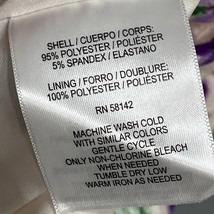 SHELL / CUERPO / CORPS:
95% POLYESTER / POLIÉSTER
5% SPANDEX / ELASTANO
LINING / FORRO / DOUBLURE:
100% POLYESTER / POLIÉSTER
RN 58142
MACHINE WASH COLD
WITH SIMILAR COLORS
GENTLE CYCLE
ONLY NON-CHLORINE BLEACH
WHEN NEEDED
TUMBLE DRY LOW
WARM IRON AS NEEDED